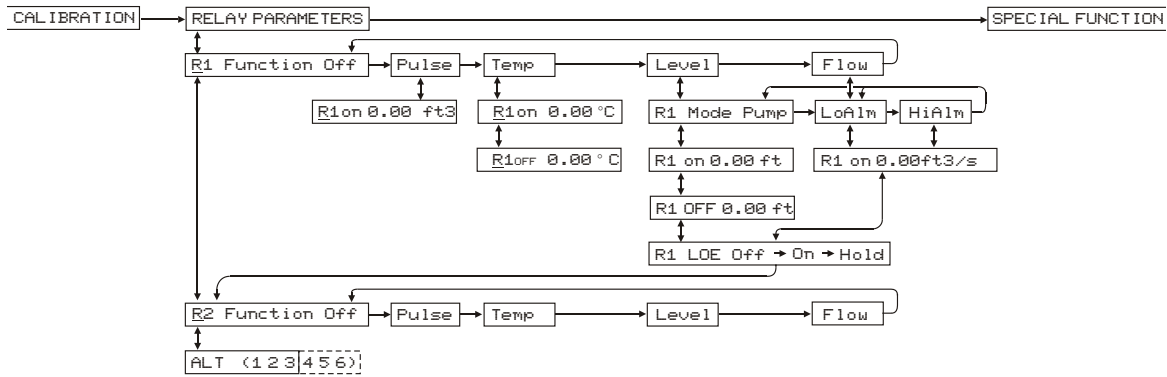 CALIBRATION RELAY PARAMETERS SPECIAL FUNCTION
R1 Function Off Pulse Temp Level Flow
R1on 0.00 ft3 R1on 0.00 °C R1 Mode Pump LoAlm HiAlm
R1OFF 0.00 °C R1 on 0.00 ft R1 on 0.00ft3/s
R1 OFF 0.00 ft
R1 LOE Off → On → Hold
R2 Function Off Pulse Temp Level Flow
ALT (1 2 3 4 5 6)